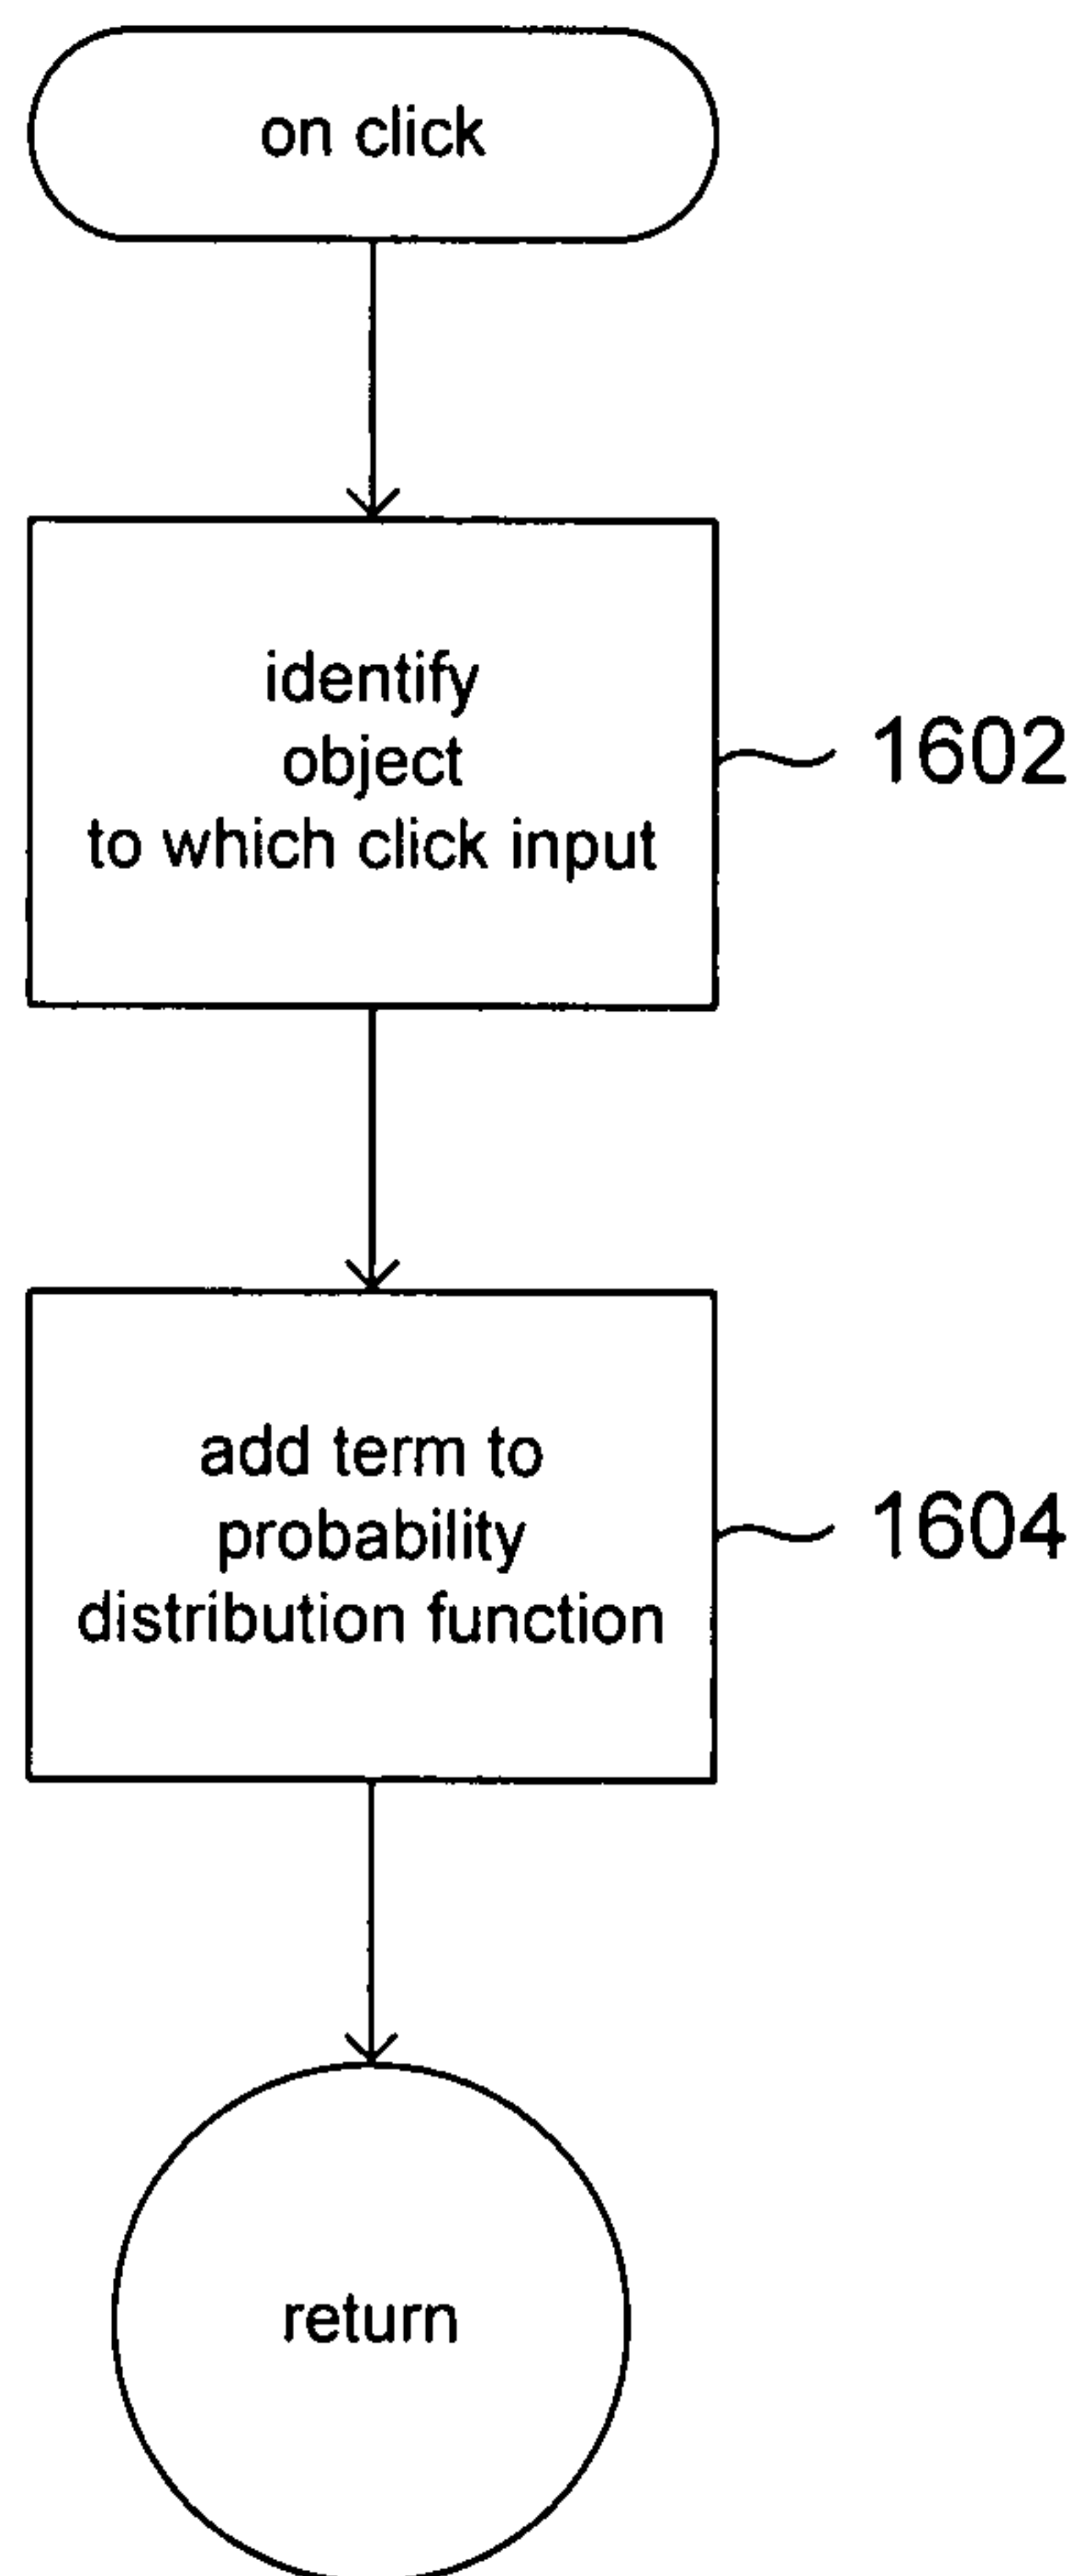 on click
identify
object
to which click input
1602
add term to
probability
distribution function
1604
return